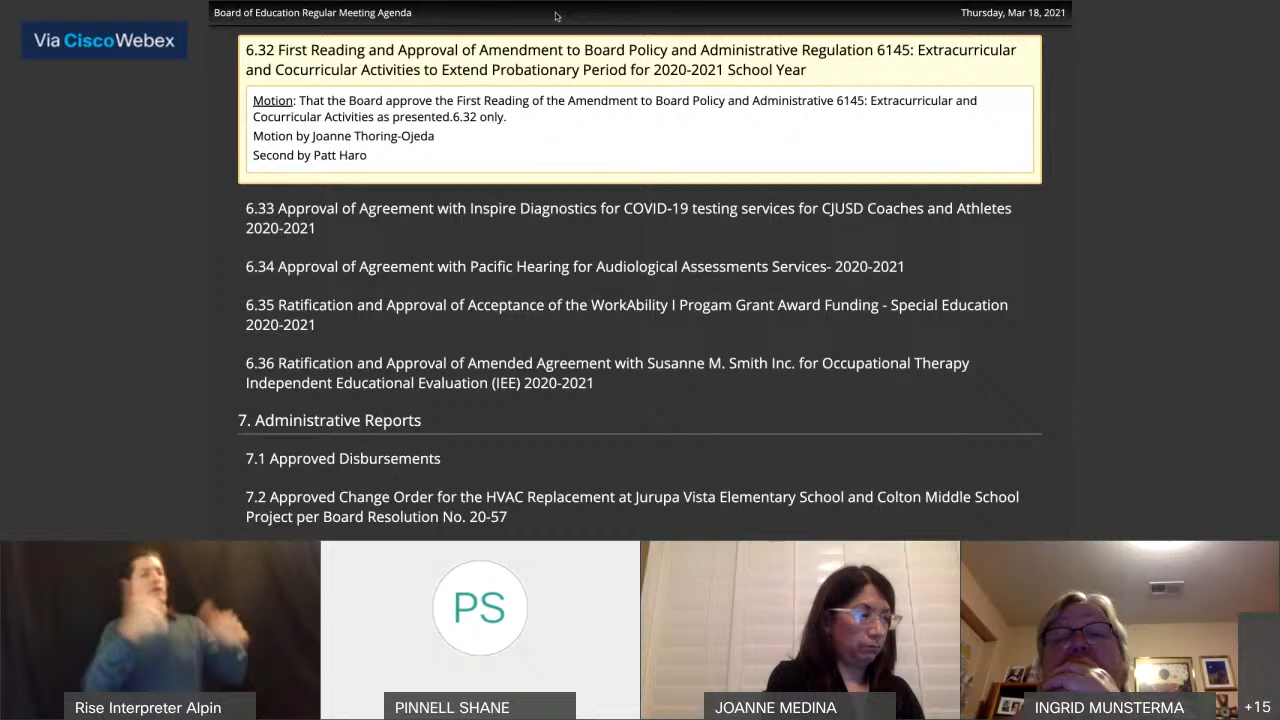 Board of Education Regular Meeting Agenda
Thursday, Mar 18, 2021
Via CiscoWebex
6.32 First Reading and Approval of Amendment to Board Policy and Administrative Regulation 6145: Extracurricular
and Cocurricular Activities to Extend Probationary Period for 2020-2021 School Year
Motion: That the Board approve the First Reading of the Amendment to Board Policy and Administrative 6145: Extracurricular and
Cocurricular Activities as presented.6.32 only.
Motion by Joanne Thoring-Ojeda
Second by Patt Haro
6.33 Approval of Agreement with Inspire Diagnostics for COVID-19 testing services for CJUSD Coaches and Athletes
2020-2021
6.34 Approval of Agreement with Pacific Hearing for Audiological Assessments Services- 2020-2021
6.35 Ratification and Approval of Acceptance of the WorkAbility I Progam Grant Award Funding - Special Education
2020-2021
6.36 Ratification and Approval of Amended Agreement with Susanne M. Smith Inc. for Occupational Therapy
Independent Educational Evaluation (IEE) 2020-2021
7. Administrative Reports
7.1 Approved Disbursements
7.2 Approved Change Order for the HVAC Replacement at Jurupa Vista Elementary School and Colton Middle School
Project per Board Resolution No. 20-57
PS
Rise Interpreter Alpin
PINNELL SHANE
JOANNE MEDINA
INGRID MUNSTERMA
+15